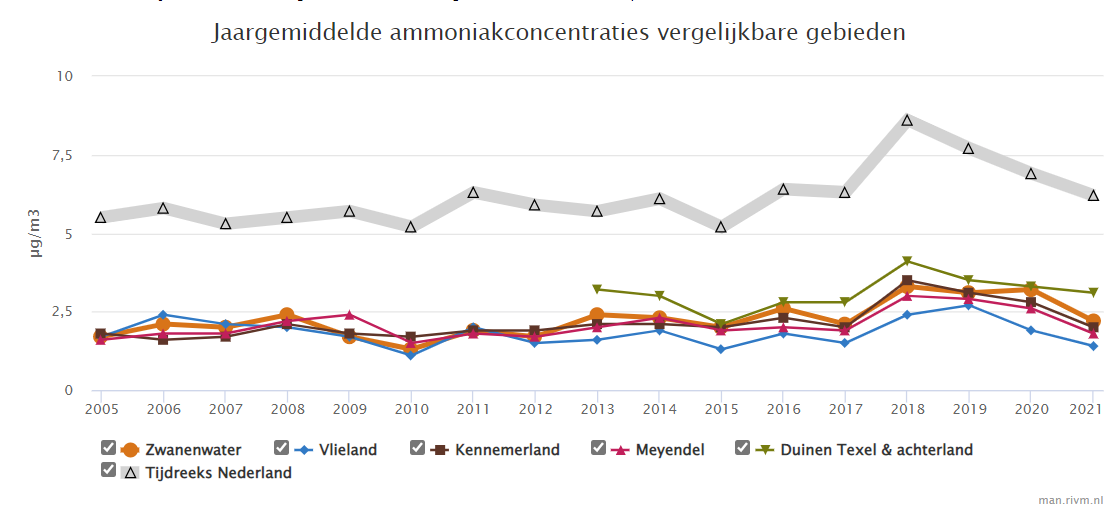 Jaargemiddelde ammoniakconcentraties vergelijkbare gebieden
10
7,5
5
2,5
0
µg/m3
2005 2006 2007 2008 2009 2010 2011 2012 2013 2014 2015 2016 2017 2018 2019 2020 2021
Zwanenwater Vlieland Kennemerland Meyendel Duinen Texel & achterland
Tijdreeks Nederland
man.rivm.nl